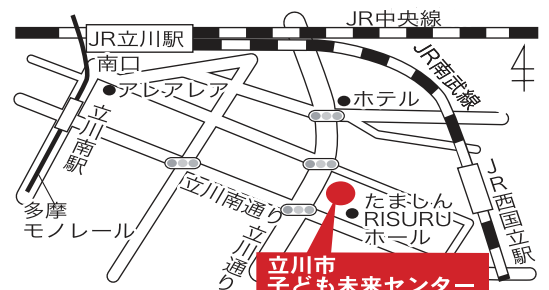 JR中央線
JR立川駅
南口
アレアレア
JR南武線
ホテル
立川南駅
多摩
モノレール
立川南通り
立川通り
たましん
RISURU
ホール
JR西国立駅
立川市
子ども未来センター